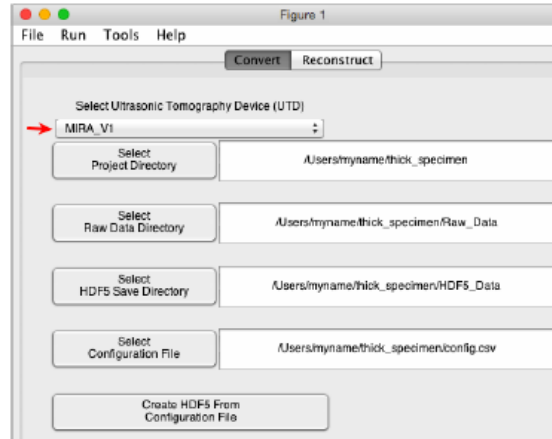 Figure 1
File Run Tools Help
Convert Reconstruct
Select Ultrasonic Tomography Device (UTD)
MIRA_V1
Select
Project Directory
/Users/myname/thick_specimen
Select
Raw Data Directory
/Users/myname/thick_specimen/Raw_Data
Select
HDF5 Save Directory
/Users/myname/thick_specimen/HDF5_Data
Select
Configuration File
/Users/myname/thick_specimen/config.csv
Create HDF5 From
Configuration File